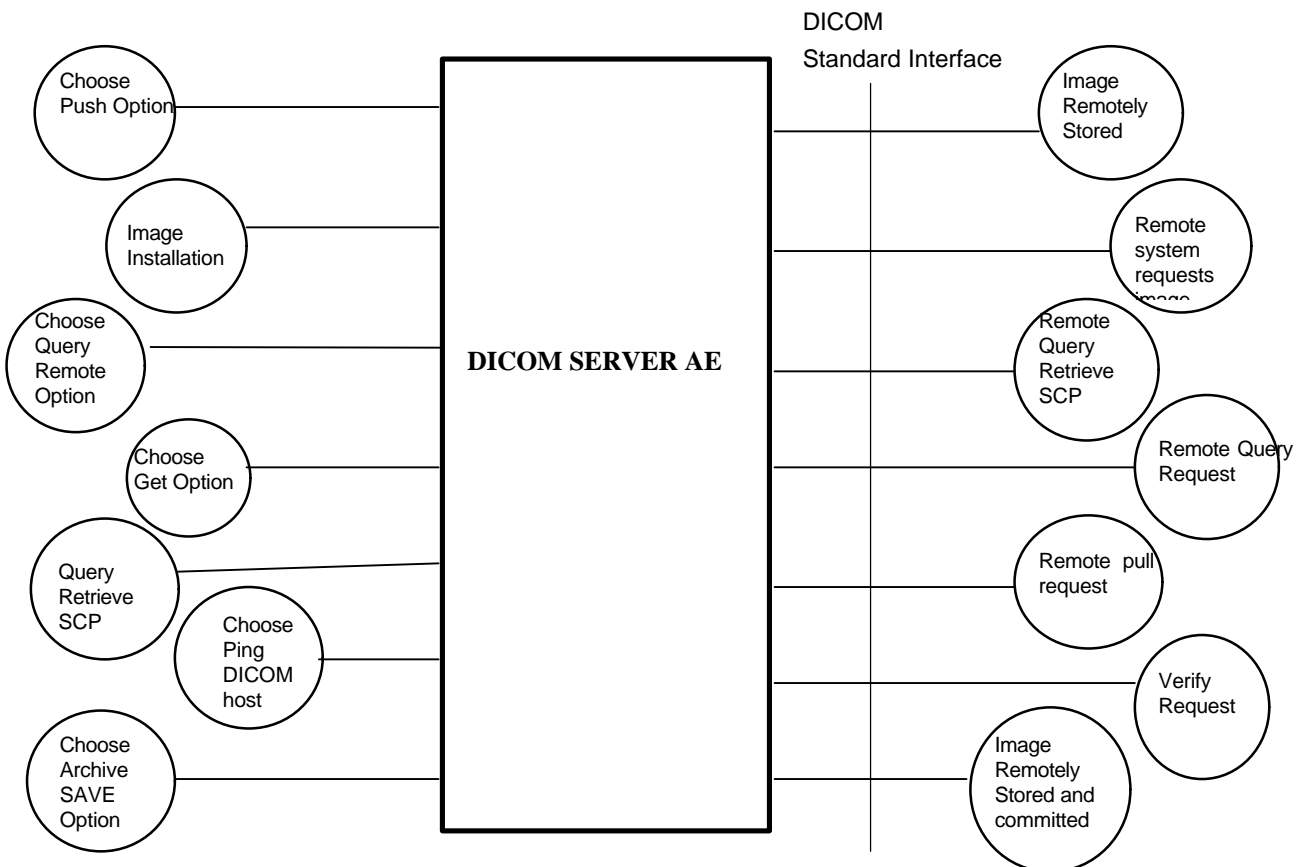 DICOM
Standard Interface
Choose
Push Option
Image
Remotely
Stored
Image
Installation
Remote
system
requests
image
Choose
Query
Remote
Option
DICOM SERVER AE
Remote
Query
Retrieve
SCP
Choose
Get Option
Remote Query
Request
Query
Retrieve
SCP
Remote pull
request
Choose
Ping
DICOM
host
Verify
Request
Choose
Archive
SAVE
Option
Image
Remotely
Stored and
committed